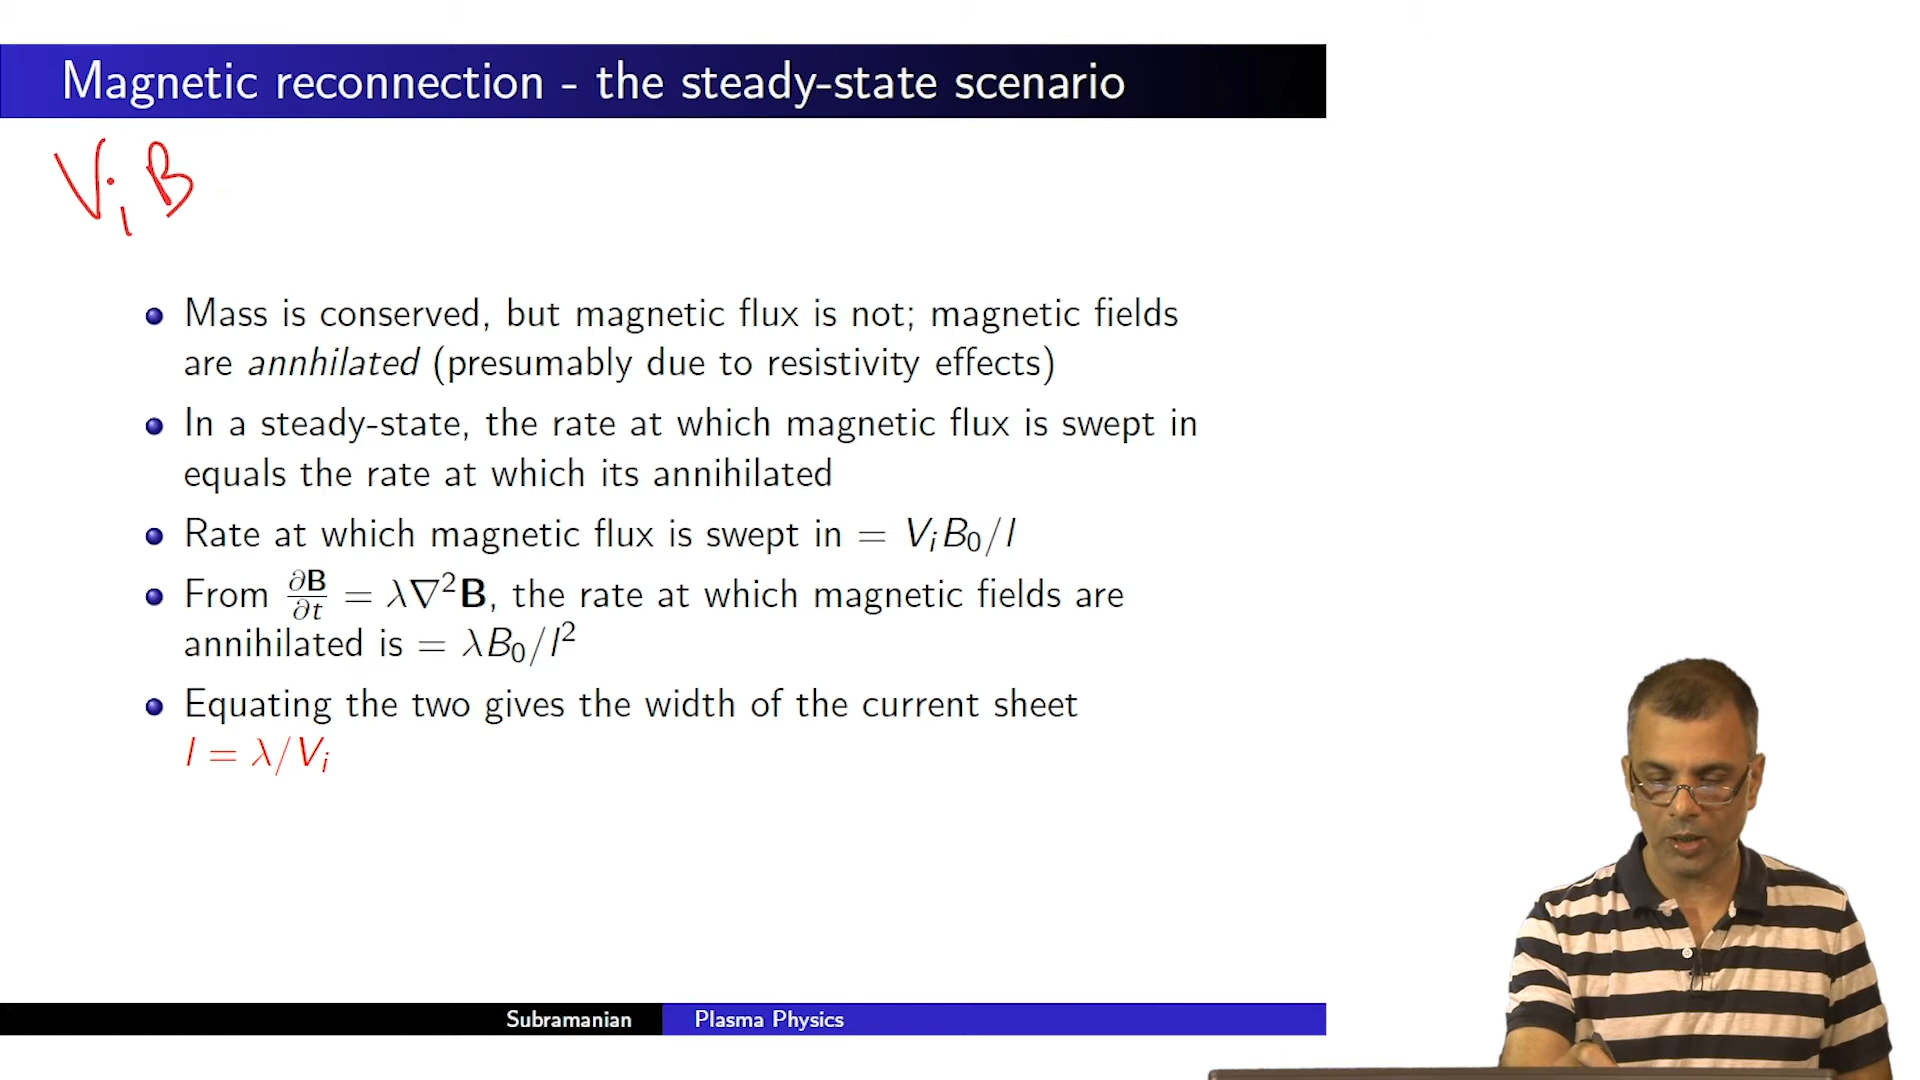 Magnetic reconnection - the steady-state scenario
V_i B
Mass is conserved, but magnetic flux is not; magnetic fields
are annhilated (presumably due to resistivity effects)
In a steady-state, the rate at which magnetic flux is swept in
equals the rate at which its annihilated
Rate at which magnetic flux is swept in = V_i B_0/l
From ∂B/∂t = λ∇²B, the rate at which magnetic fields are
annihilated is = λB_0/l²
Equating the two gives the width of the current sheet
l = λ/V_i
Subramanian Plasma Physics